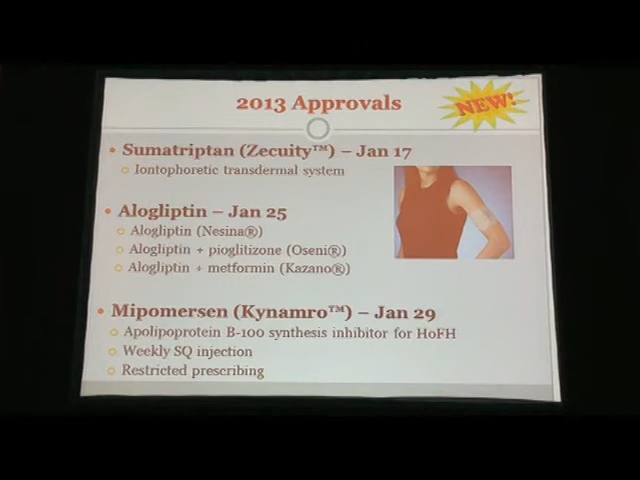 2013 Approvals
NEW!
• Sumatriptan (Zecuity™) – Jan 17
Iontophoretic transdermal system
• Alogliptin – Jan 25
Alogliptin (Nesina®)
Alogliptin + pioglitizone (Oseni®)
Alogliptin + metformin (Kazano®)
• Mipomersen (Kynamro™) – Jan 29
Apolipoprotein B-100 synthesis inhibitor for HoFH
Weekly SQ injection
Restricted prescribing